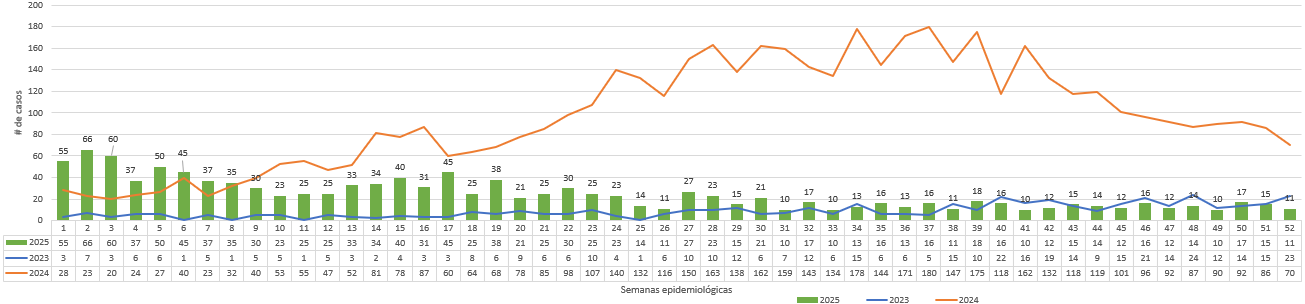 200
180
160
140
120
100
80
60
40
20
0
# de casos
55 66 60 37 50 45 37 35 30 23 25 25 33 34 40 31 45 25 38 21 25 30 25 23 14 11 27 23 15 21 10 17 10 13 16 13 16 11 18 16 10 12 15 14 12 16 12 14 10 17 15 11
1 2 3 4 5 6 7 8 9 10 11 12 13 14 15 16 17 18 19 20 21 22 23 24 25 26 27 28 29 30 31 32 33 34 35 36 37 38 39 40 41 42 43 44 45 46 47 48 49 50 51 52
2025 55 66 60 37 50 45 37 35 30 23 25 25 33 34 40 31 45 25 38 21 25 30 25 23 14 11 27 23 15 21 10 17 10 13 16 13 16 11 18 16 10 12 15 14 12 16 12 14 10 17 15 11
2023 3 7 3 6 6 1 5 1 5 5 1 5 3 2 4 3 3 8 6 9 6 6 10 4 1 6 10 10 12 6 7 12 6 15 6 6 5 15 10 22 16 19 14 9 15 21 14 24 12 14 15 23
2024 28 23 20 24 27 40 23 32 40 53 55 47 52 81 78 87 60 64 68 78 85 98 107 140 132 116 150 163 138 162 159 143 134 178 144 171 180 147 175 118 162 132 118 119 101 96 92 87 90 92 86 70
Semanas epidemiológicas
2025 2023 2024